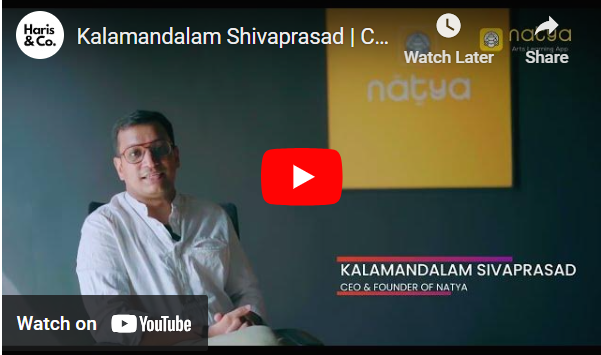 Haris
& Co.
Kalamandalam Shivaprasad | C...
Watch Later
Share
natya
Arts Learning App
natya
KALAMANDALAM SIVAPRASAD
CEO & FOUNDER OF NATYA
Watch on YouTube